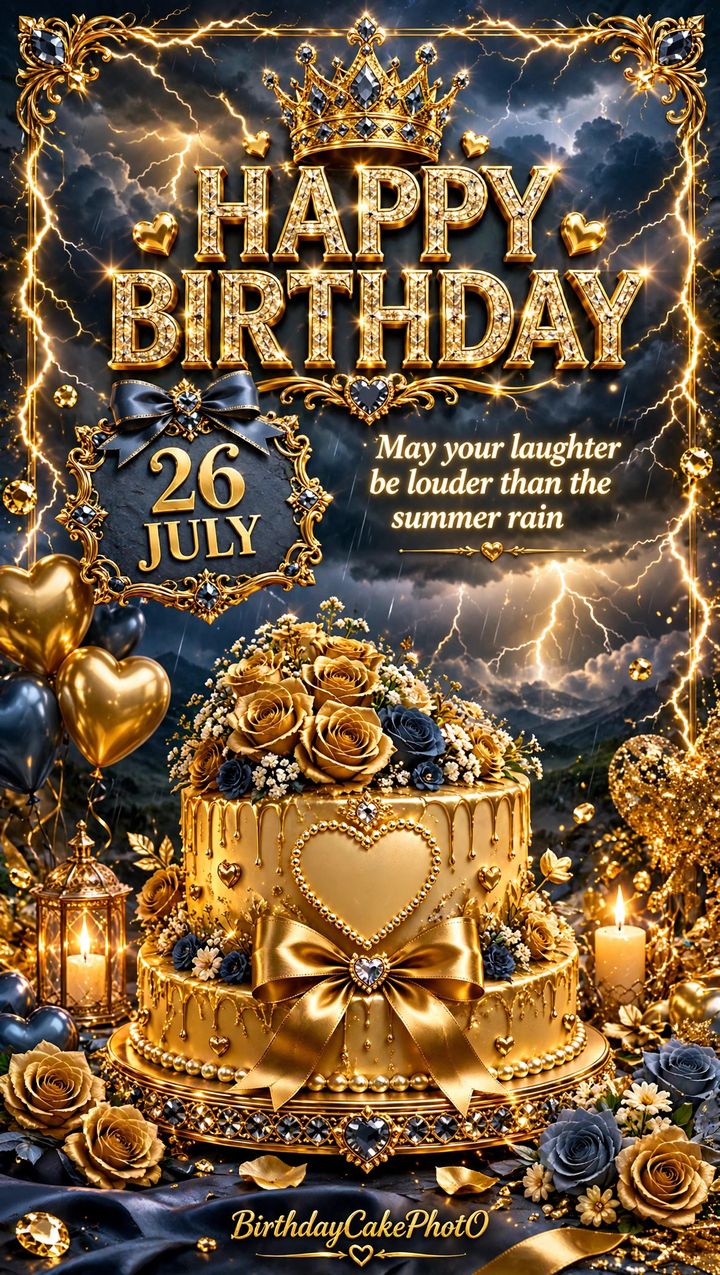 HAPPY
BIRTHDAY
26
JULY
May your laughter
be louder than the
summer rain
BirthdayCakePhotO